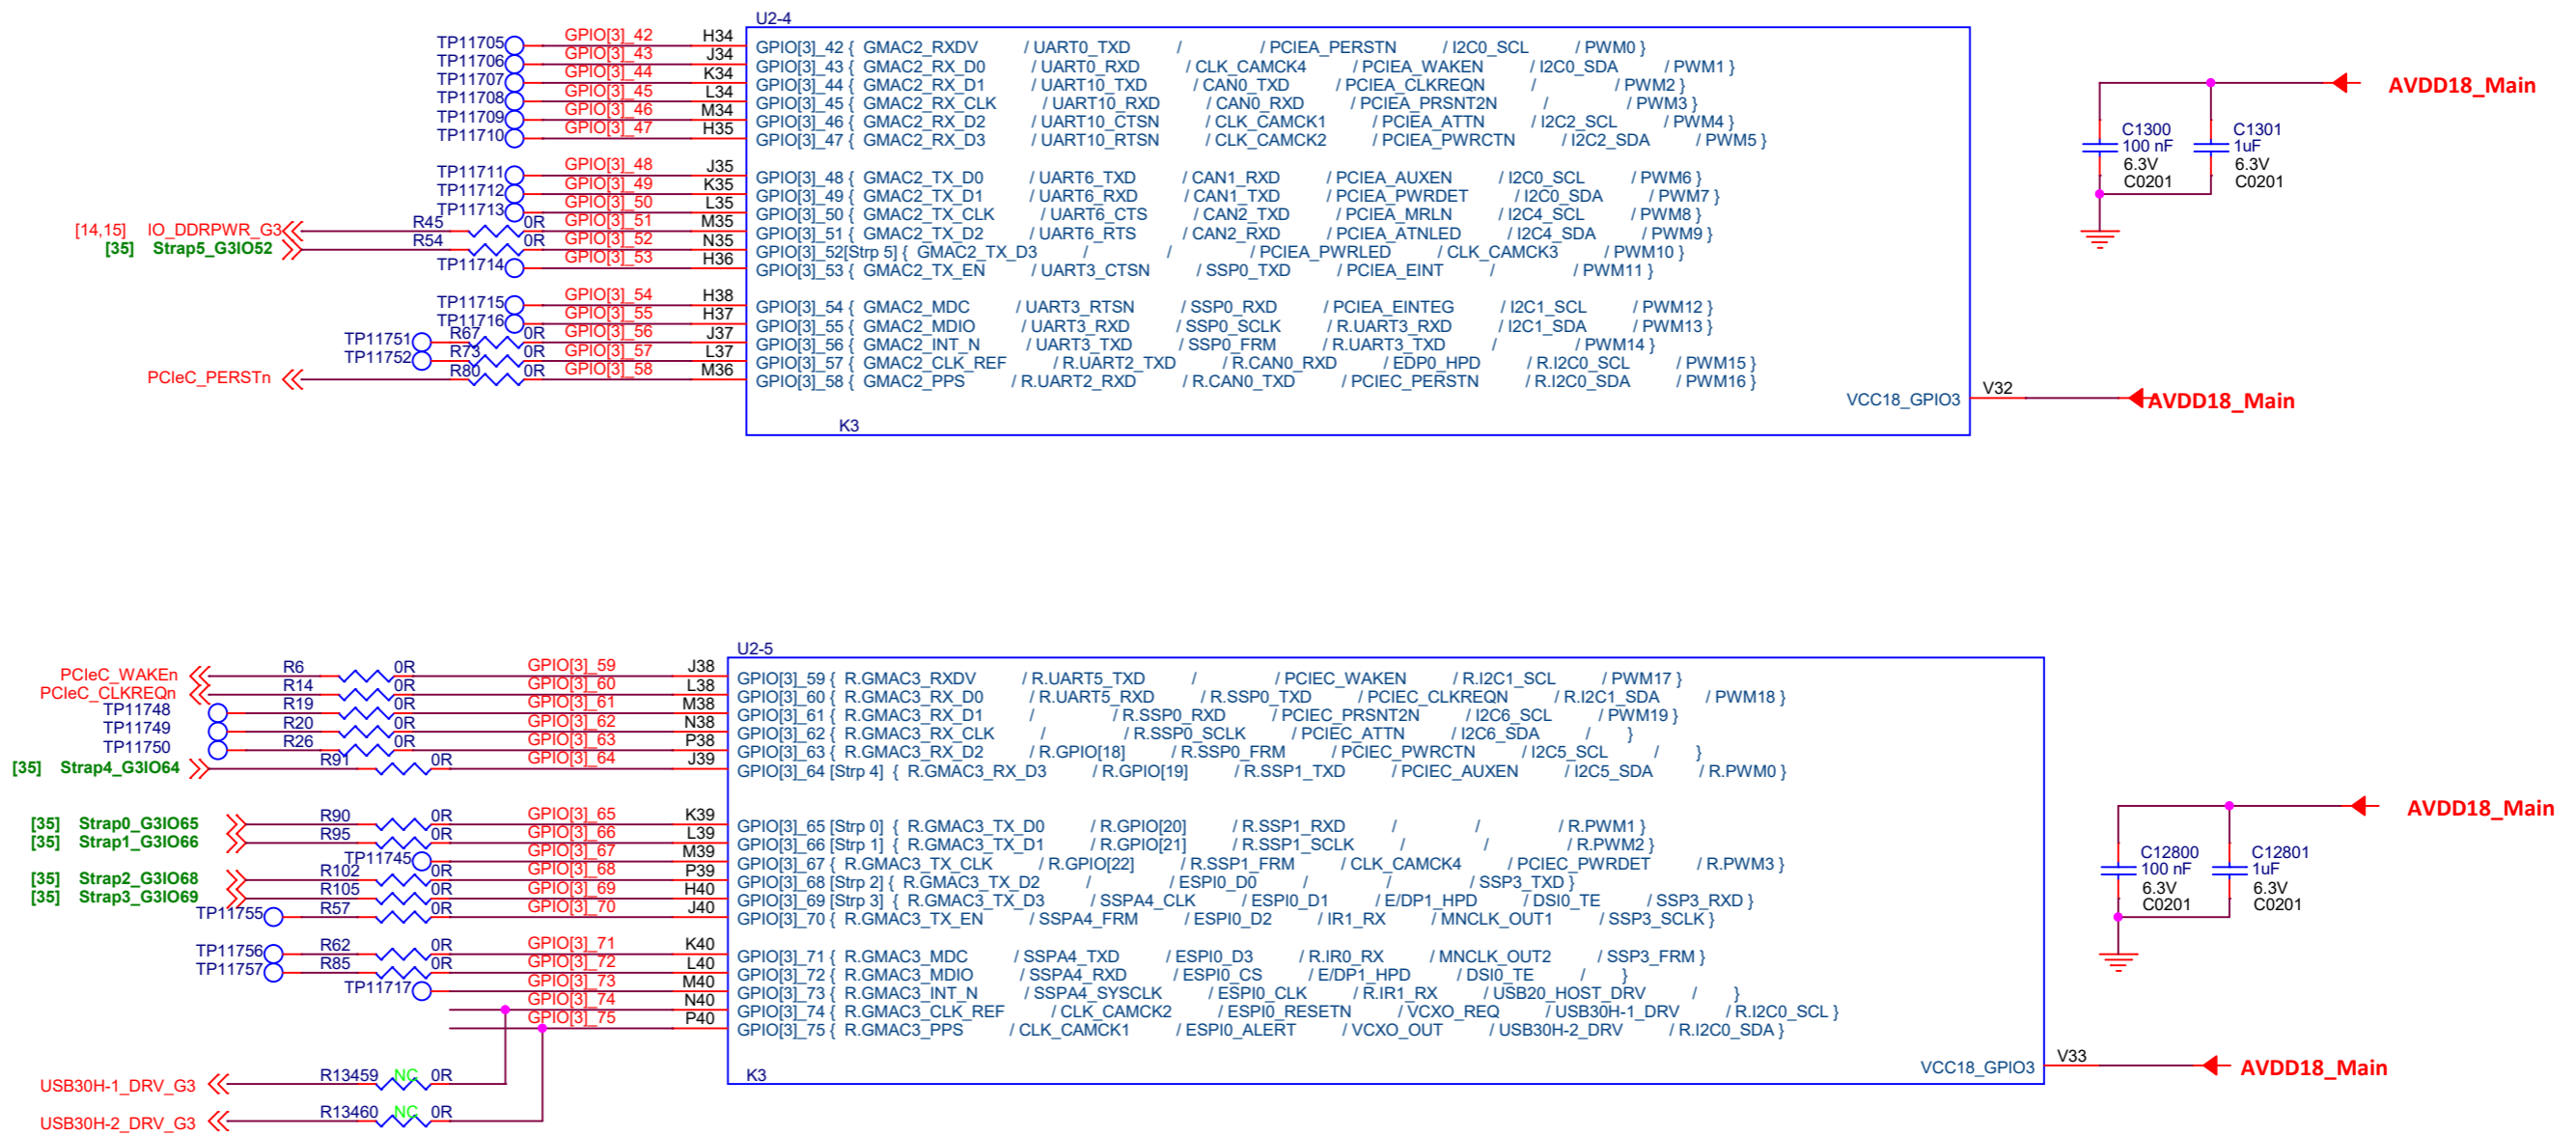 U2-4
TP11705 GPIO[3]_42 H34 GPIO[3]_42 { GMAC2_RXDV / UART0_TXD / / PCIEA_PERSTN / I2C0_SCL / PWM0 }
TP11706 GPIO[3]_43 J34 GPIO[3]_43 { GMAC2_RX_D0 / UART0_RXD / CLK_CAMCK4 / PCIEA_WAKEN / I2C0_SDA / PWM1 }
TP11707 GPIO[3]_44 K34 GPIO[3]_44 { GMAC2_RX_D1 / UART10_TXD / CAN0_TXD / PCIEA_CLKREQN / / PWM2 }
TP11708 GPIO[3]_45 L34 GPIO[3]_45 { GMAC2_RX_CLK / UART10_RXD / CAN0_RXD / PCIEA_PRSNT2N / / PWM3 }
TP11709 GPIO[3]_46 M34 GPIO[3]_46 { GMAC2_RX_D2 / UART10_CTSN / CLK_CAMCK1 / PCIEA_ATTN / I2C2_SCL / PWM4 }
TP11710 GPIO[3]_47 H35 GPIO[3]_47 { GMAC2_RX_D3 / UART10_RTSN / CLK_CAMCK2 / PCIEA_PWRCTN / I2C2_SDA / PWM5 }
TP11711 GPIO[3]_48 J35 GPIO[3]_48 { GMAC2_TX_D0 / UART6_TXD / CAN1_RXD / PCIEA_AUXEN / I2C0_SCL / PWM6 }
TP11712 GPIO[3]_49 K35 GPIO[3]_49 { GMAC2_TX_D1 / UART6_RXD / CAN1_TXD / PCIEA_PWRDET / I2C0_SDA / PWM7 }
TP11713 GPIO[3]_50 L35 GPIO[3]_50 { GMAC2_TX_CLK / UART6_CTS / CAN2_TXD / PCIEA_MRLN / I2C4_SCL / PWM8 }
[14,15] IO_DDRPWR_G3 R45 0R GPIO[3]_51 M35 GPIO[3]_51 { GMAC2_TX_D2 / UART6_RTS / CAN2_RXD / PCIEA_ATNLED / I2C4_SDA / PWM9 }
[35] Strap5_G3IO52 R54 0R GPIO[3]_52 N35 GPIO[3]_52[Strp 5] { GMAC2_TX_D3 / / / PCIEA_PWRLED / CLK_CAMCK3 / PWM10 }
TP11714 GPIO[3]_53 H36 GPIO[3]_53 { GMAC2_TX_EN / UART3_CTSN / SSP0_TXD / PCIEA_EINT / / PWM11 }
TP11715 GPIO[3]_54 H38 GPIO[3]_54 { GMAC2_MDC / UART3_RTSN / SSP0_RXD / PCIEA_EINTEG / I2C1_SCL / PWM12 }
TP11716 GPIO[3]_55 H37 GPIO[3]_55 { GMAC2_MDIO / UART3_RXD / SSP0_SCLK / R.UART3_RXD / I2C1_SDA / PWM13 }
TP11751 R67 0R GPIO[3]_56 J37 GPIO[3]_56 { GMAC2_INT_N / UART3_TXD / SSP0_FRM / R.UART3_TXD / / PWM14 }
TP11752 R73 0R GPIO[3]_57 L37 GPIO[3]_57 { GMAC2_CLK_REF / R.UART2_TXD / R.CAN0_RXD / EDP0_HPD / R.I2C0_SCL / PWM15 }
PCIeC_PERSTn R80 0R GPIO[3]_58 M36 GPIO[3]_58 { GMAC2_PPS / R.UART2_RXD / R.CAN0_TXD / PCIEC_PERSTN / R.I2C0_SDA / PWM16 }
VCC18_GPIO3 V32 AVDD18_Main
K3
AVDD18_Main
C1300 C1301
100 nF 1uF
6.3V 6.3V
C0201 C0201
U2-5
PCIeC_WAKEn R6 0R GPIO[3]_59 J38 GPIO[3]_59 { R.GMAC3_RXDV / R.UART5_TXD / / PCIEC_WAKEN / R.I2C1_SCL / PWM17 }
PCIeC_CLKREQn R14 0R GPIO[3]_60 L38 GPIO[3]_60 { R.GMAC3_RX_D0 / R.UART5_RXD / R.SSP0_TXD / PCIEC_CLKREQN / R.I2C1_SDA / PWM18 }
TP11748 R19 0R GPIO[3]_61 M38 GPIO[3]_61 { R.GMAC3_RX_D1 / / R.SSP0_RXD / PCIEC_PRSNT2N / I2C6_SCL / PWM19 }
TP11749 R20 0R GPIO[3]_62 N38 GPIO[3]_62 { R.GMAC3_RX_CLK / / R.SSP0_SCLK / PCIEC_ATTN / I2C6_SDA / }
TP11750 R26 0R GPIO[3]_63 P38 GPIO[3]_63 { R.GMAC3_RX_D2 / R.GPIO[18] / R.SSP0_FRM / PCIEC_PWRCTN / I2C5_SCL / }
[35] Strap4_G3IO64 R91 0R GPIO[3]_64 J39 GPIO[3]_64 [Strp 4] { R.GMAC3_RX_D3 / R.GPIO[19] / R.SSP1_TXD / PCIEC_AUXEN / I2C5_SDA / R.PWM0 }
[35] Strap0_G3IO65 R90 0R GPIO[3]_65 K39 GPIO[3]_65 [Strp 0] { R.GMAC3_TX_D0 / R.GPIO[20] / R.SSP1_RXD / / / R.PWM1 }
[35] Strap1_G3IO66 R95 0R GPIO[3]_66 L39 GPIO[3]_66 [Strp 1] { R.GMAC3_TX_D1 / R.GPIO[21] / R.SSP1_SCLK / / / R.PWM2 }
TP11745 GPIO[3]_67 M39 GPIO[3]_67 { R.GMAC3_TX_CLK / R.GPIO[22] / R.SSP1_FRM / CLK_CAMCK4 / PCIEC_PWRDET / R.PWM3 }
[35] Strap2_G3IO68 R102 0R GPIO[3]_68 P39 GPIO[3]_68 [Strp 2] { R.GMAC3_TX_D2 / / ESPI0_D0 / / / SSP3_TXD }
[35] Strap3_G3IO69 R105 0R GPIO[3]_69 H40 GPIO[3]_69 [Strp 3] { R.GMAC3_TX_D3 / SSPA4_CLK / ESPI0_D1 / E/DP1_HPD / DSI0_TE / SSP3_RXD }
TP11755 R57 0R GPIO[3]_70 J40 GPIO[3]_70 { R.GMAC3_TX_EN / SSPA4_FRM / ESPI0_D2 / IR1_RX / MNCLK_OUT1 / SSP3_SCLK }
TP11756 R62 0R GPIO[3]_71 K40 GPIO[3]_71 { R.GMAC3_MDC / SSPA4_TXD / ESPI0_D3 / R.IR0_RX / MNCLK_OUT2 / SSP3_FRM }
TP11757 R85 0R GPIO[3]_72 L40 GPIO[3]_72 { R.GMAC3_MDIO / SSPA4_RXD / ESPI0_CS / E/DP1_HPD / DSI0_TE / }
TP11717 GPIO[3]_73 M40 GPIO[3]_73 { R.GMAC3_INT_N / SSPA4_SYSCLK / ESPI0_CLK / R.IR1_RX / USB20_HOST_DRV / }
GPIO[3]_74 N40 GPIO[3]_74 { R.GMAC3_CLK_REF / CLK_CAMCK2 / ESPI0_RESETN / VCXO_REQ / USB30H-1_DRV / R.I2C0_SCL }
GPIO[3]_75 P40 GPIO[3]_75 { R.GMAC3_PPS / CLK_CAMCK1 / ESPI0_ALERT / VCXO_OUT / USB30H-2_DRV / R.I2C0_SDA }
VCC18_GPIO3 V33 AVDD18_Main
K3
USB30H-1_DRV_G3 R13459 NC 0R
USB30H-2_DRV_G3 R13460 NC 0R
AVDD18_Main
C12800 C12801
100 nF 1uF
6.3V 6.3V
C0201 C0201